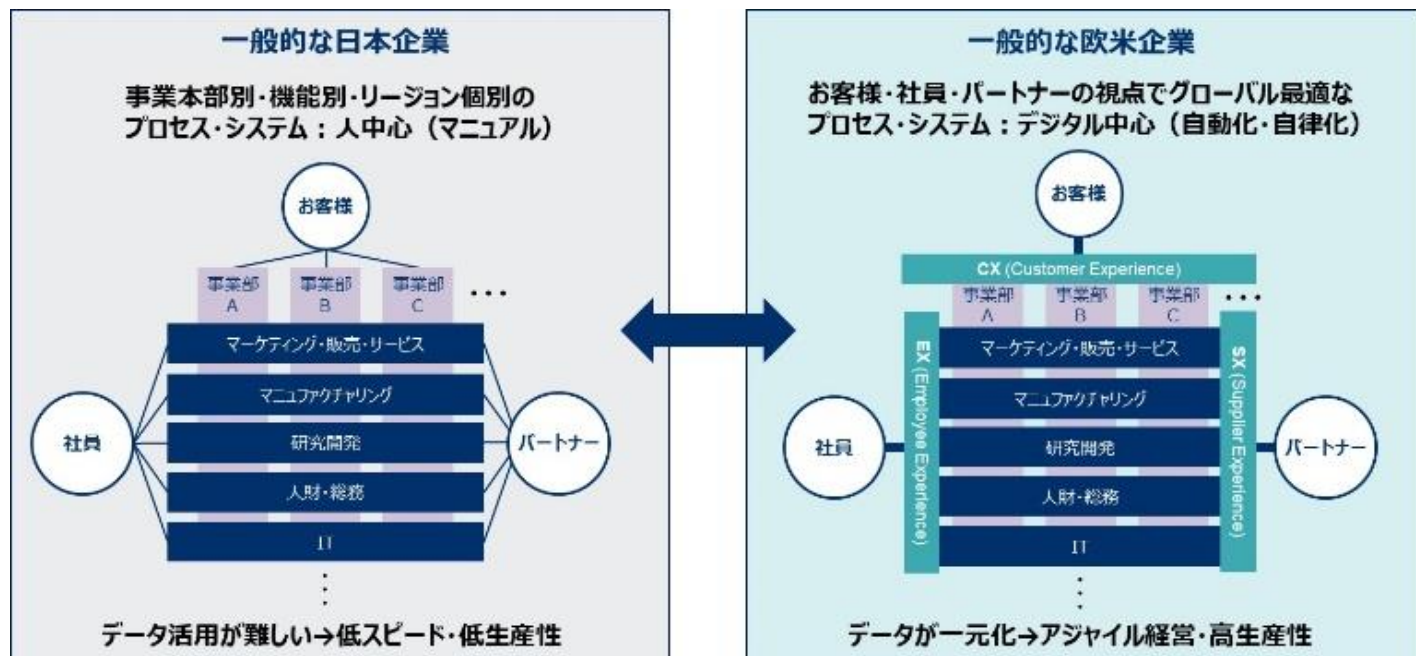 一般的な日本企業
事業本部別・機能別・リージョン個別の
プロセス・システム：人中心（マニュアル）
お客様
事業部
A
事業部
B
事業部
C
・・・
マーケティング・販売・サービス
マニュファクチャリング
研究開発
人財・総務
IT
社員
パートナー
データ活用が難しい→低スピード・低生産性
一般的な欧米企業
お客様・社員・パートナーの視点でグローバル最適な
プロセス・システム：デジタル中心（自動化・自律化）
お客様
CX (Customer Experience)
事業部
A
事業部
B
事業部
C
・・・
EX (Employee Experience)
マーケティング・販売・サービス
マニュファクチャリング
研究開発
人財・総務
IT
SX (Supplier Experience)
社員
パートナー
データが一元化→アジャイル経営・高生産性